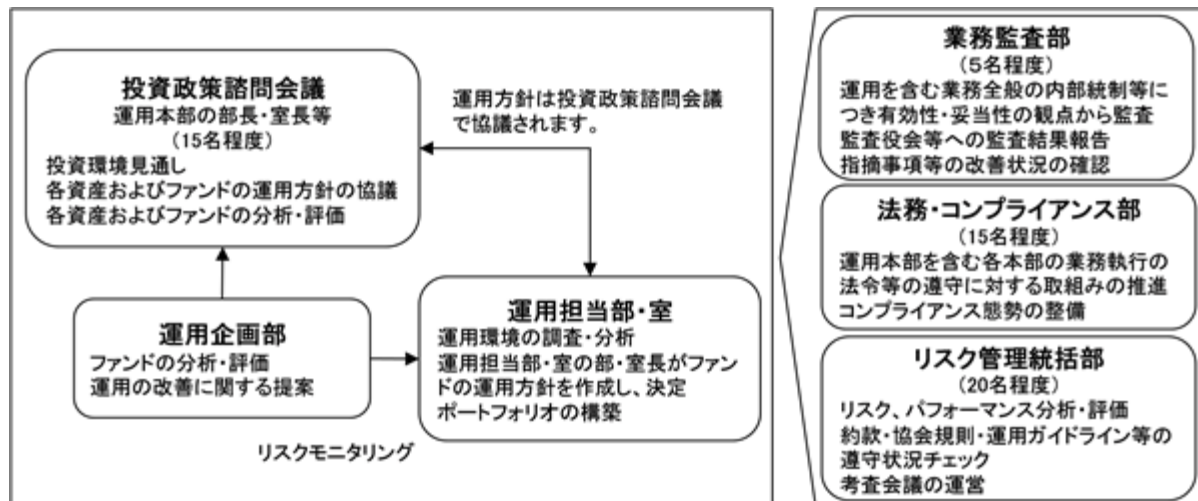 投資政策諮問会議
運用本部の部長・室長等
(15名程度)
投資環境見通し
各資産およびファンドの運用方針の協議
各資産およびファンドの分析・評価
運用方針は投資政策諮問会議
で協議されます。
運用企画部
ファンドの分析・評価
運用の改善に関する提案
運用担当部・室
運用環境の調査・分析
運用担当部・室の部・室長がファン
ドの運用方針を作成し、決定
ポートフォリオの構築
リスクモニタリング
業務監査部
(5名程度)
運用を含む業務全般の内部統制等に
つき有効性・妥当性の観点から監査
監査役会等への監査結果報告
指摘事項等の改善状況の確認
法務・コンプライアンス部
(15名程度)
運用本部を含む各本部の業務執行の
法令等の遵守に対する取組みの推進
コンプライアンス態勢の整備
リスク管理統括部
(20名程度)
リスク、パフォーマンス分析・評価
約款・協会規則・運用ガイドライン等の
遵守状況チェック
考査会議の運営